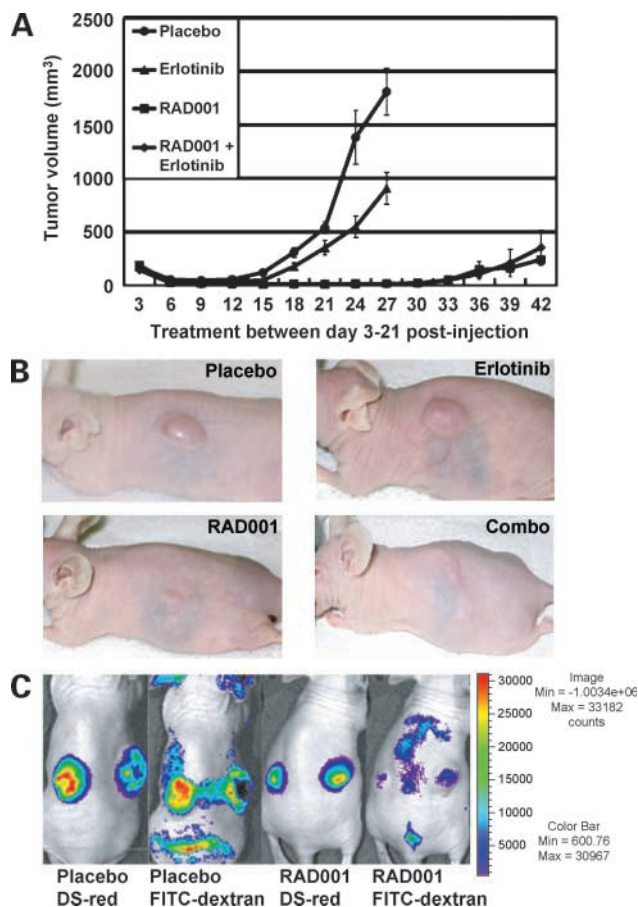 A
Tumor volume (mm³)
2500
2000
1500
1000
500
0
Placebo
Erlotinib
RAD001
RAD001 +
Erlotinib
3 6 9 12 15 18 21 24 27 30 33 36 39 42
Treatment between day 3-21 post-injection
B
Placebo
Erlotinib
RAD001
Combo
C
30000
25000
20000
15000
10000
5000
Image
Min = -1.0034e+06
Max = 33182
counts
Color Bar
Min = 600.76
Max = 30967
Placebo
DS-red
Placebo
FITC-dextran
RAD001
DS-red
RAD001
FITC-dextran